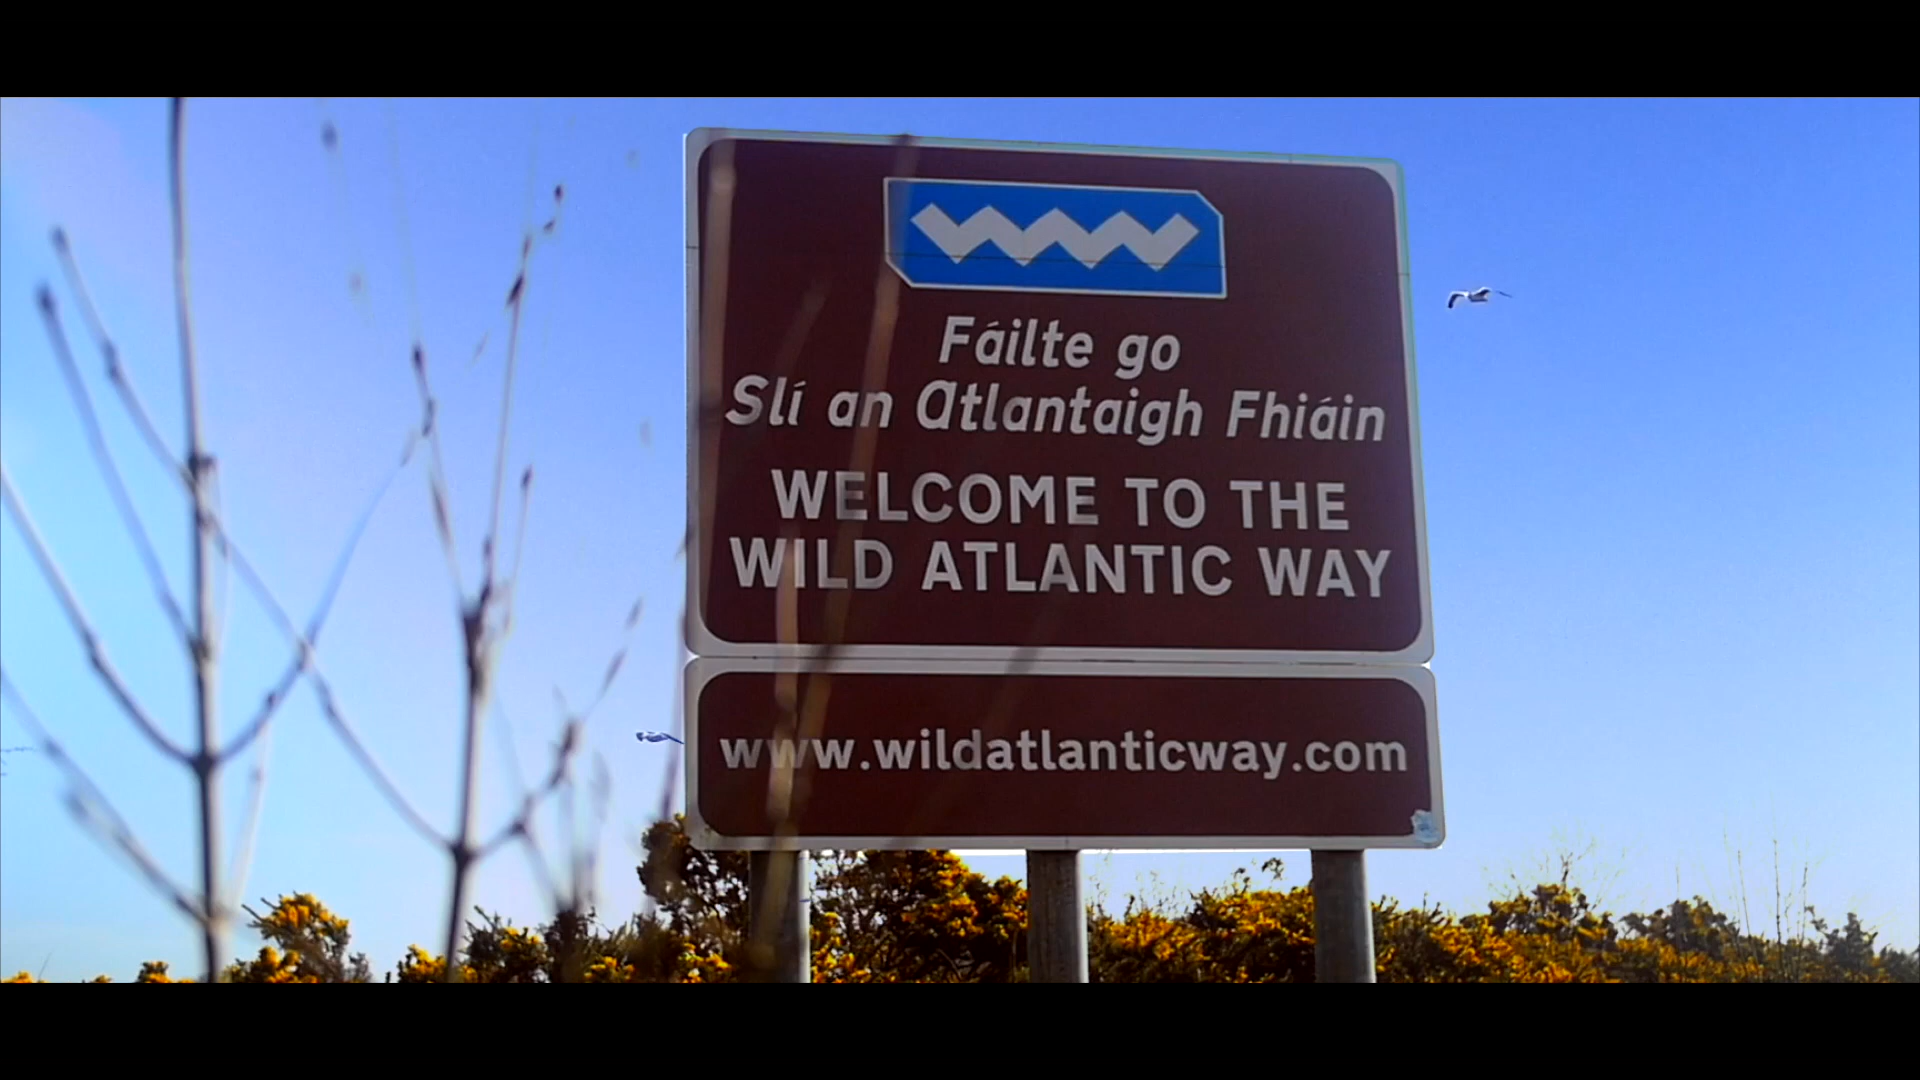 Fáilte go
Slí an Atlantaigh Fhiáin
WELCOME TO THE
WILD ATLANTIC WAY
www.wildatlanticway.com